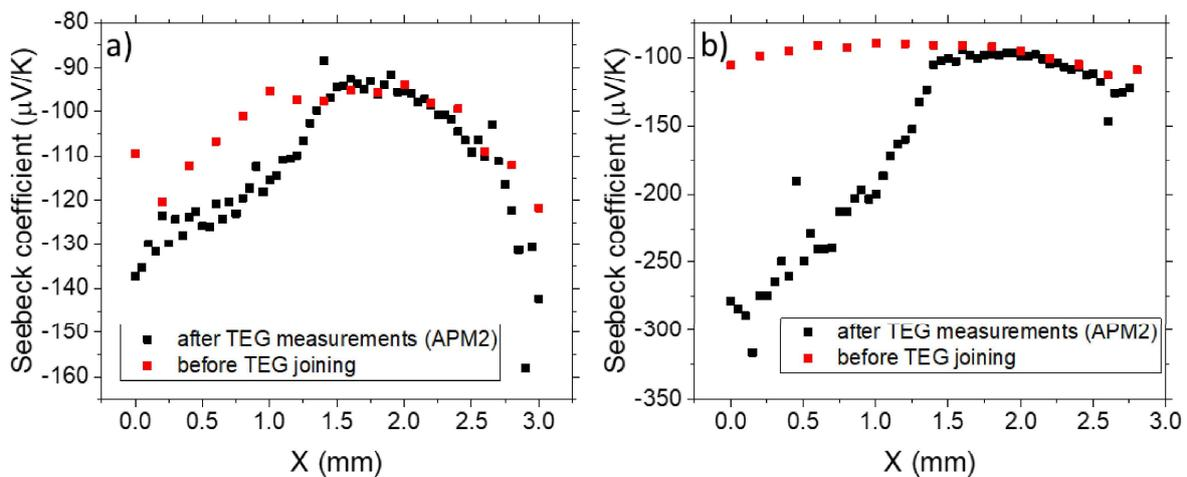 a)
Seebeck coefficient (μV/K)
-80
-90
-100
-110
-120
-130
-140
-150
-160
after TEG measurements (APM2)
before TEG joining
0.0 0.5 1.0 1.5 2.0 2.5 3.0
X (mm)
b)
Seebeck coefficient (μV/K)
-100
-150
-200
-250
-300
-350
after TEG measurements (APM2)
before TEG joining
0.0 0.5 1.0 1.5 2.0 2.5 3.0
X (mm)